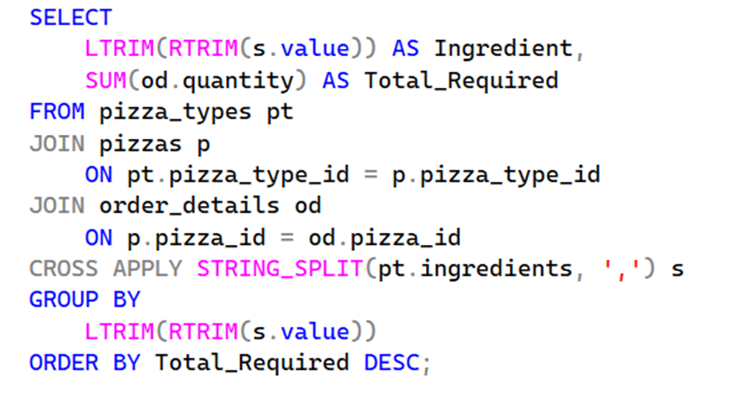 SELECT
    LTRIM(RTRIM(s.value)) AS Ingredient,
    SUM(od.quantity) AS Total_Required
FROM pizza_types pt
JOIN pizzas p
    ON pt.pizza_type_id = p.pizza_type_id
JOIN order_details od
    ON p.pizza_id = od.pizza_id
CROSS APPLY STRING_SPLIT(pt.ingredients, ',') s
GROUP BY
    LTRIM(RTRIM(s.value))
ORDER BY Total_Required DESC;